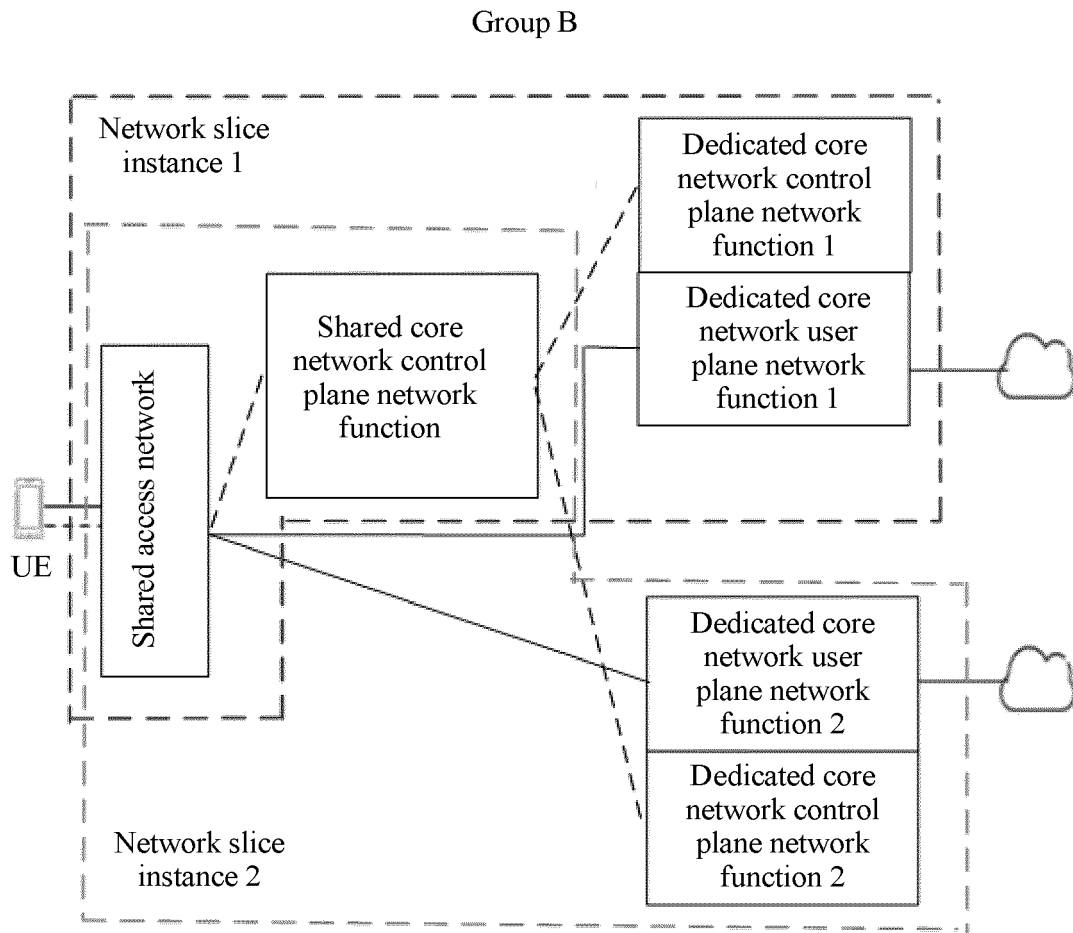 Group B
Network slice
instance 1
Dedicated core
network control
plane network
function 1
Shared core
network control
plane network
function
Dedicated core
network user
plane network
function 1
Shared access network
UE
Dedicated core
network user
plane network
function 2
Dedicated core
network control
plane network
function 2
Network slice
instance 2